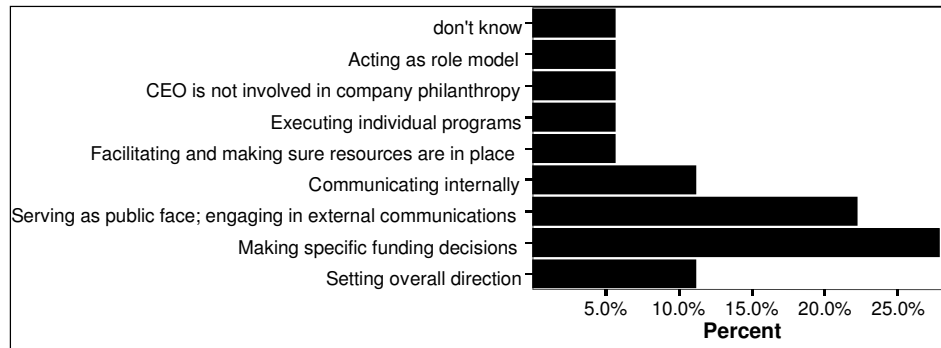 don't know
Acting as role model
CEO is not involved in company philanthropy
Executing individual programs
Facilitating and making sure resources are in place
Communicating internally
Serving as public face; engaging in external communications
Making specific funding decisions
Setting overall direction
5.0% 10.0% 15.0% 20.0% 25.0%
Percent